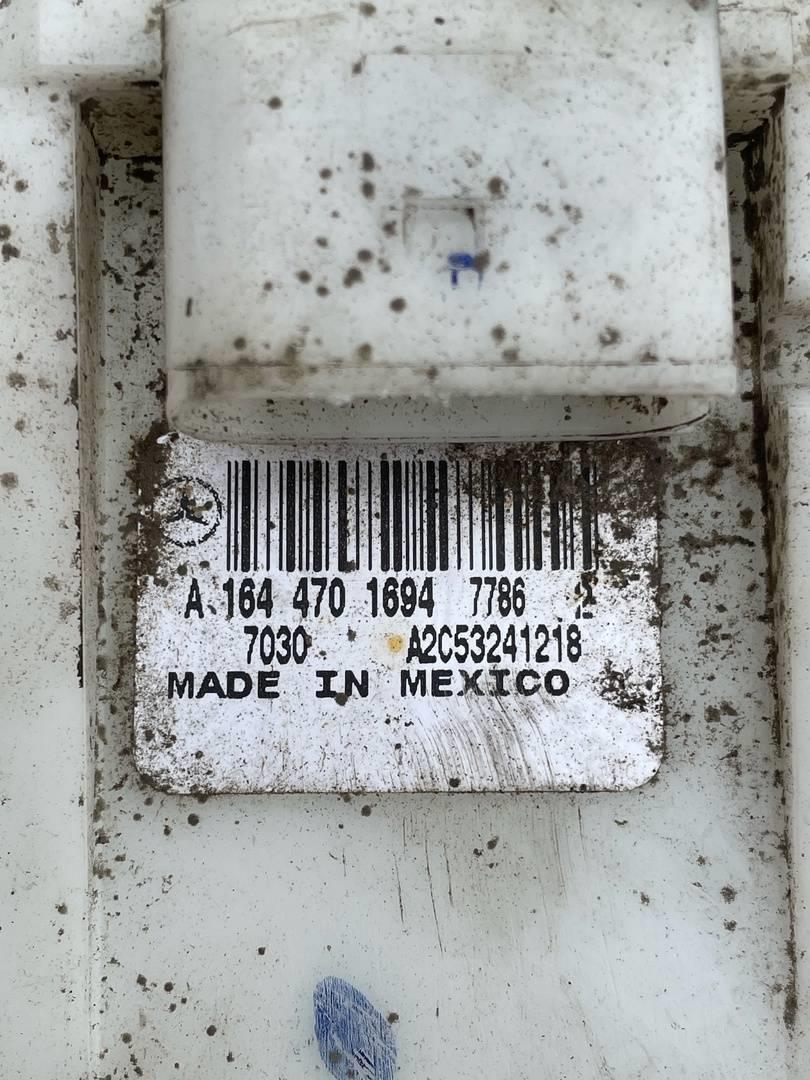 A 164 470 1694 7786
7030 A2C53241218
MADE IN MEXICO